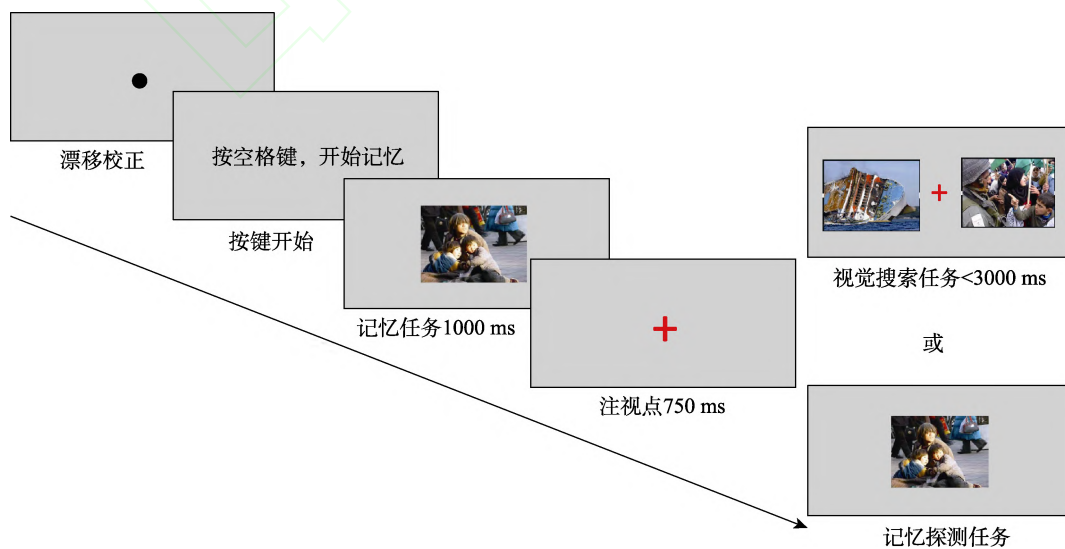 漂移校正
按空格键，开始记忆
按键开始
记忆任务1000 ms
注视点750 ms
视觉搜索任务<3000 ms
或
记忆探测任务